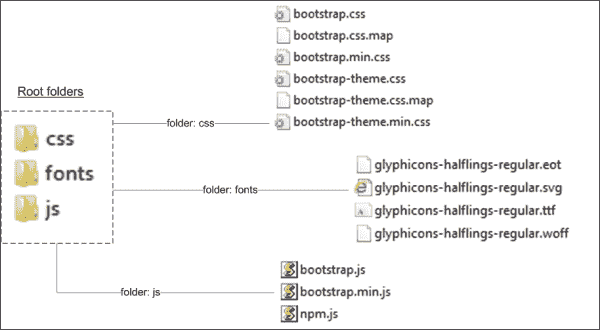 Root folders
css
fonts
js
folder: css
bootstrap.css
bootstrap.css.map
bootstrap.min.css
bootstrap-theme.css
bootstrap-theme.css.map
bootstrap-theme.min.css
folder: fonts
glyphicons-halflings-regular.eot
glyphicons-halflings-regular.svg
glyphicons-halflings-regular.ttf
glyphicons-halflings-regular.woff
folder: js
bootstrap.js
bootstrap.min.js
npm.js